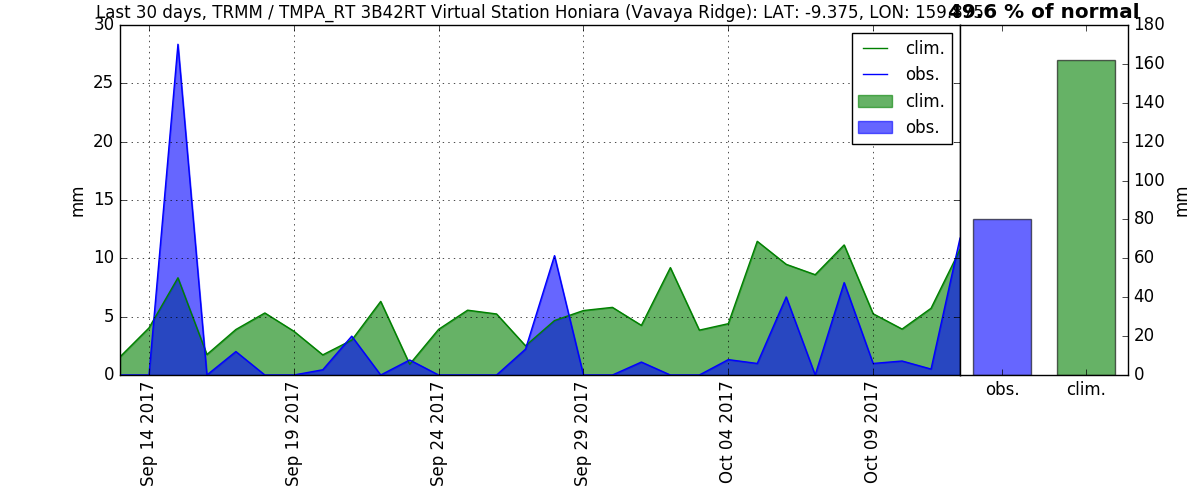 Last 30 days, TRMM / TMPA_RT 3B42RT Virtual Station Honiara (Vavaya Ridge): LAT: -9.375, LON:
49.6 % of normal
30
25
20
15
10
5
0
mm
clim.
obs.
clim.
obs.
Sep 14 2017
Sep 19 2017
Sep 24 2017
Sep 29 2017
Oct 04 2017
Oct 09 2017
180
160
140
120
100
80
60
40
20
0
mm
obs.
clim.